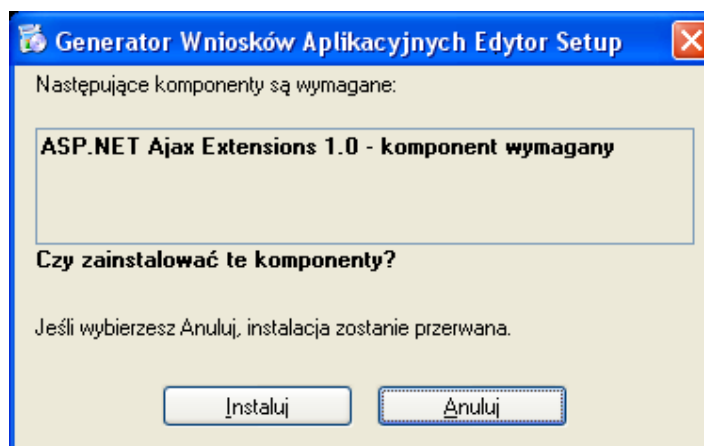 Generator Wniosków Aplikacyjnych Edytor Setup
Następujące komponenty są wymagane:
ASP.NET Ajax Extensions 1.0 - komponent wymagany
Czy zainstalować te komponenty?
Jeśli wybierzesz Anuluj, instalacja zostanie przerwana.
Instaluj
Anuluj